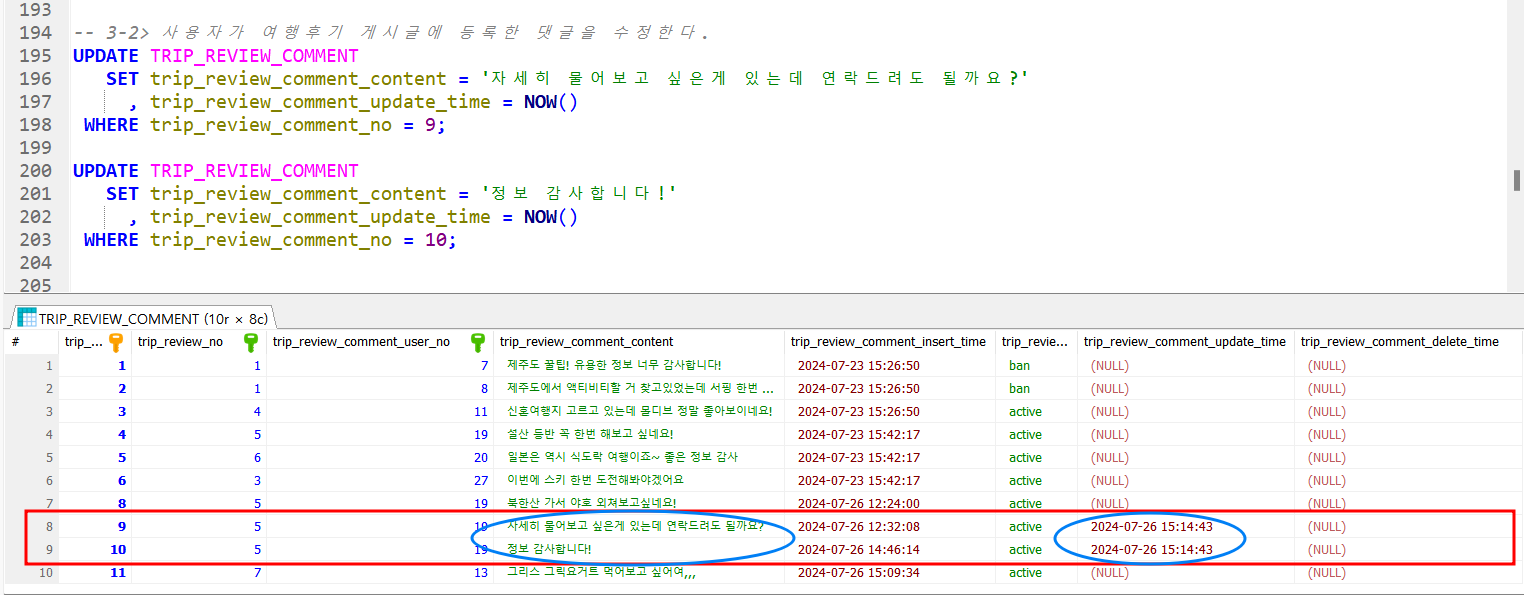 193
194 -- 3-2> 사용자가 여행후기 게시글에 등록한 댓글을 수정한다.
195 UPDATE TRIP_REVIEW_COMMENT
196 SET trip_review_comment_content = '자세히 물어보고 싶은게 있는데 연락드려도 될까요?'
197 , trip_review_comment_update_time = NOW()
198 WHERE trip_review_comment_no = 9;
199
200 UPDATE TRIP_REVIEW_COMMENT
201 SET trip_review_comment_content = '정보 감사합니다!'
202 , trip_review_comment_update_time = NOW()
203 WHERE trip_review_comment_no = 10;
204
205
TRIP_REVIEW_COMMENT (10r × 8c)
# trip_... trip_review_no trip_review_comment_user_no trip_review_comment_content trip_review_comment_insert_time trip_revie... trip_review_comment_update_time trip_review_comment_delete_time
1 1 1 7 제주도 꿀팁! 유용한 정보 너무 감사합니다! 2024-07-23 15:26:50 ban (NULL) (NULL)
2 2 1 8 제주도에서 액티비티할 거 찾고있었는데 서핑 한번 ... 2024-07-23 15:26:50 ban (NULL) (NULL)
3 3 4 11 신혼여행지 고르고 있는데 몰디브 정말 좋아보이네요! 2024-07-23 15:26:50 active (NULL) (NULL)
4 4 5 19 설산 등반 꼭 한번 해보고 싶네요! 2024-07-23 15:42:17 active (NULL) (NULL)
5 5 6 20 일본은 역시 식도락 여행이죠~ 좋은 정보 감사 2024-07-23 15:42:17 active (NULL) (NULL)
6 6 3 27 이번에 스키 한번 도전해봐야겠어요 2024-07-23 15:42:17 active (NULL) (NULL)
7 8 5 19 북한산 가서 야호 외쳐보고싶네요! 2024-07-26 12:24:00 active (NULL) (NULL)
8 9 5 19 자세히 물어보고 싶은게 있는데 연락드려도 될까요? 2024-07-26 12:32:08 active 2024-07-26 15:14:43 (NULL)
9 10 5 19 정보 감사합니다! 2024-07-26 14:46:14 active 2024-07-26 15:14:43 (NULL)
10 11 7 13 그리스 그릭요거트 먹어보고 싶어여,,, 2024-07-26 15:09:34 active (NULL) (NULL)